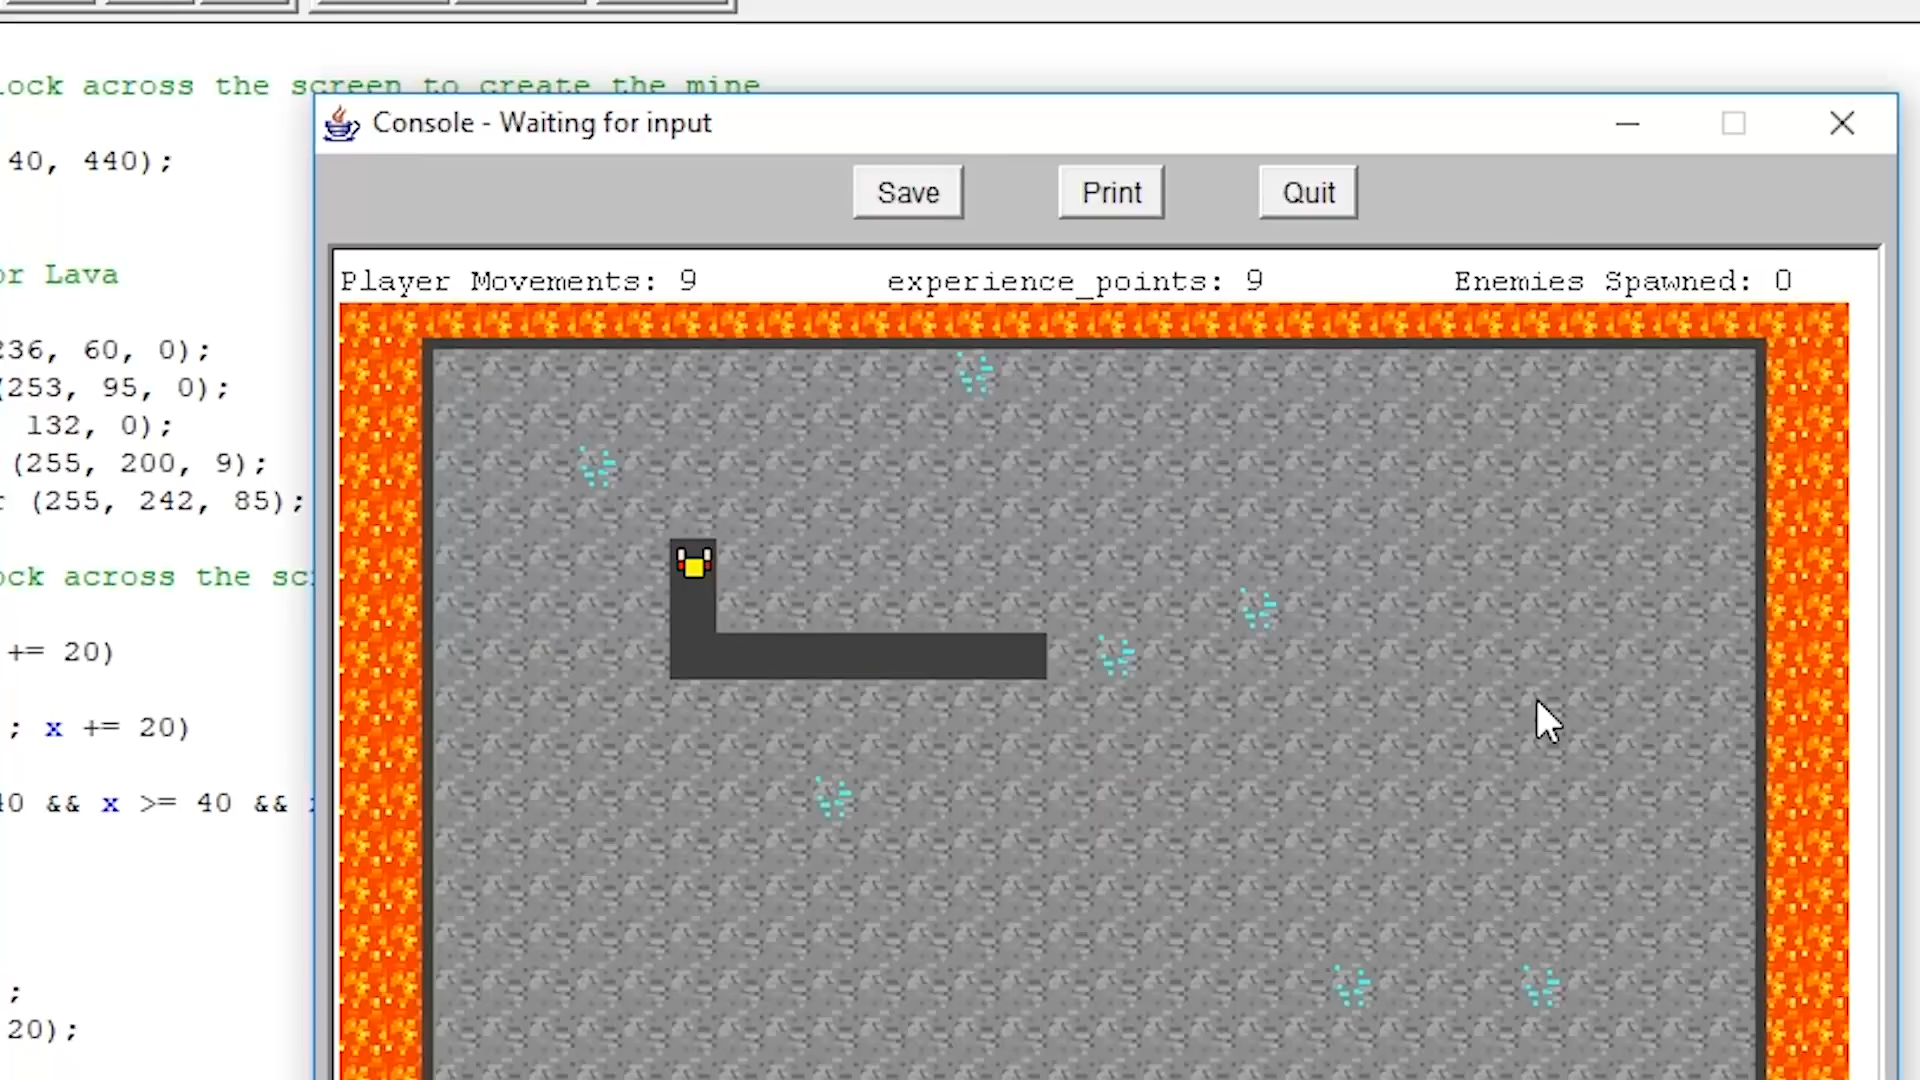 lock across the screen to create the mine
40, 440);
or Lava
236, 60, 0);
(253, 95, 0);
132, 0);
(255, 200, 9);
r (255, 242, 85);
ock across the sc
+= 20)
; x += 20)
40 && x >= 40 &&
;
20);
Console - Waiting for input
Save Print Quit
Player Movements: 9 experience_points: 9 Enemies Spawned: 0